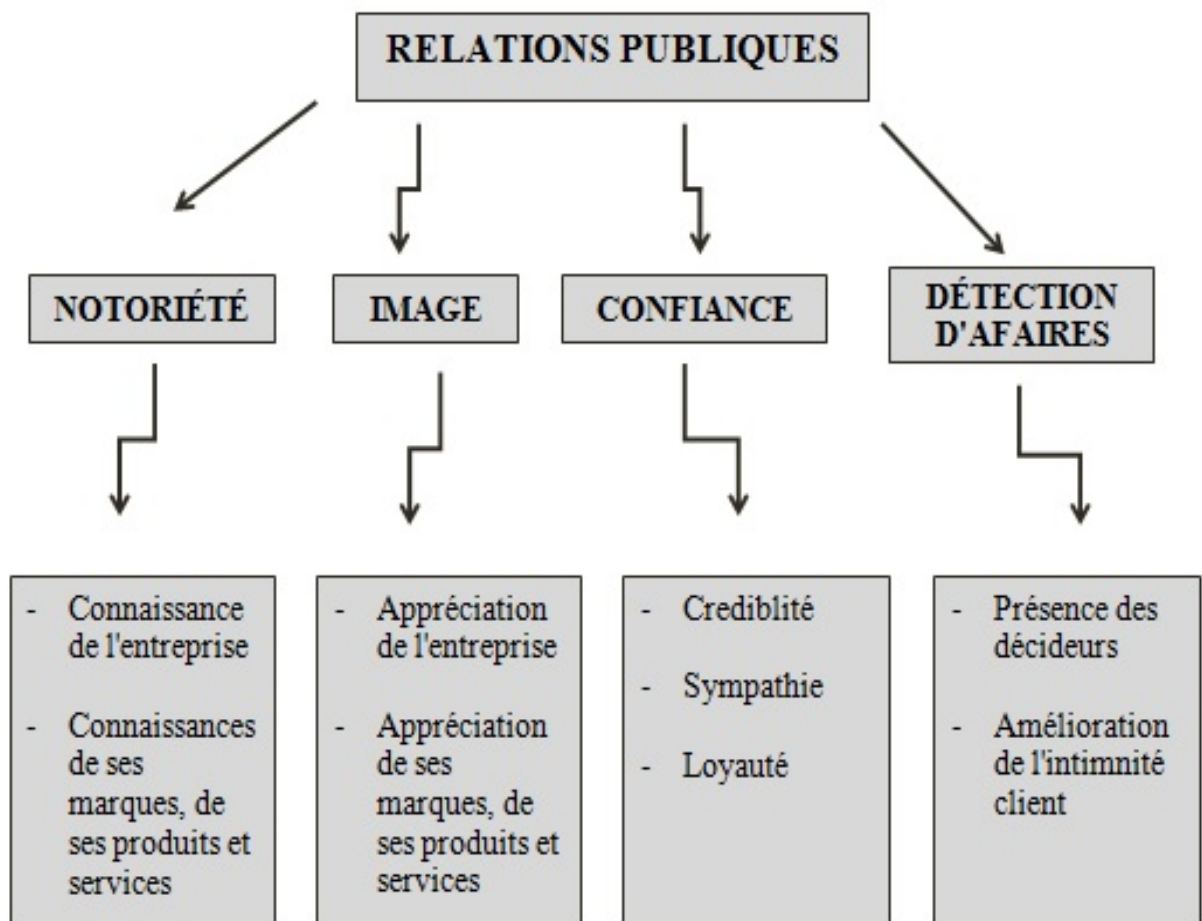 RELATIONS PUBLIQUES
NOTORIÉTÉ
IMAGE
CONFIANCE
DÉTECTION
D'AFAIRES
- Connaissance
de l'entreprise
- Connaissances
de ses
marques, de
ses produits et
services
- Appréciation
de l'entreprise
- Appréciation
de ses
marques, de
ses produits et
services
- Crediblité
- Sympathie
- Loyauté
- Présence des
décideurs
- Amélioration
de l'intimnité
client